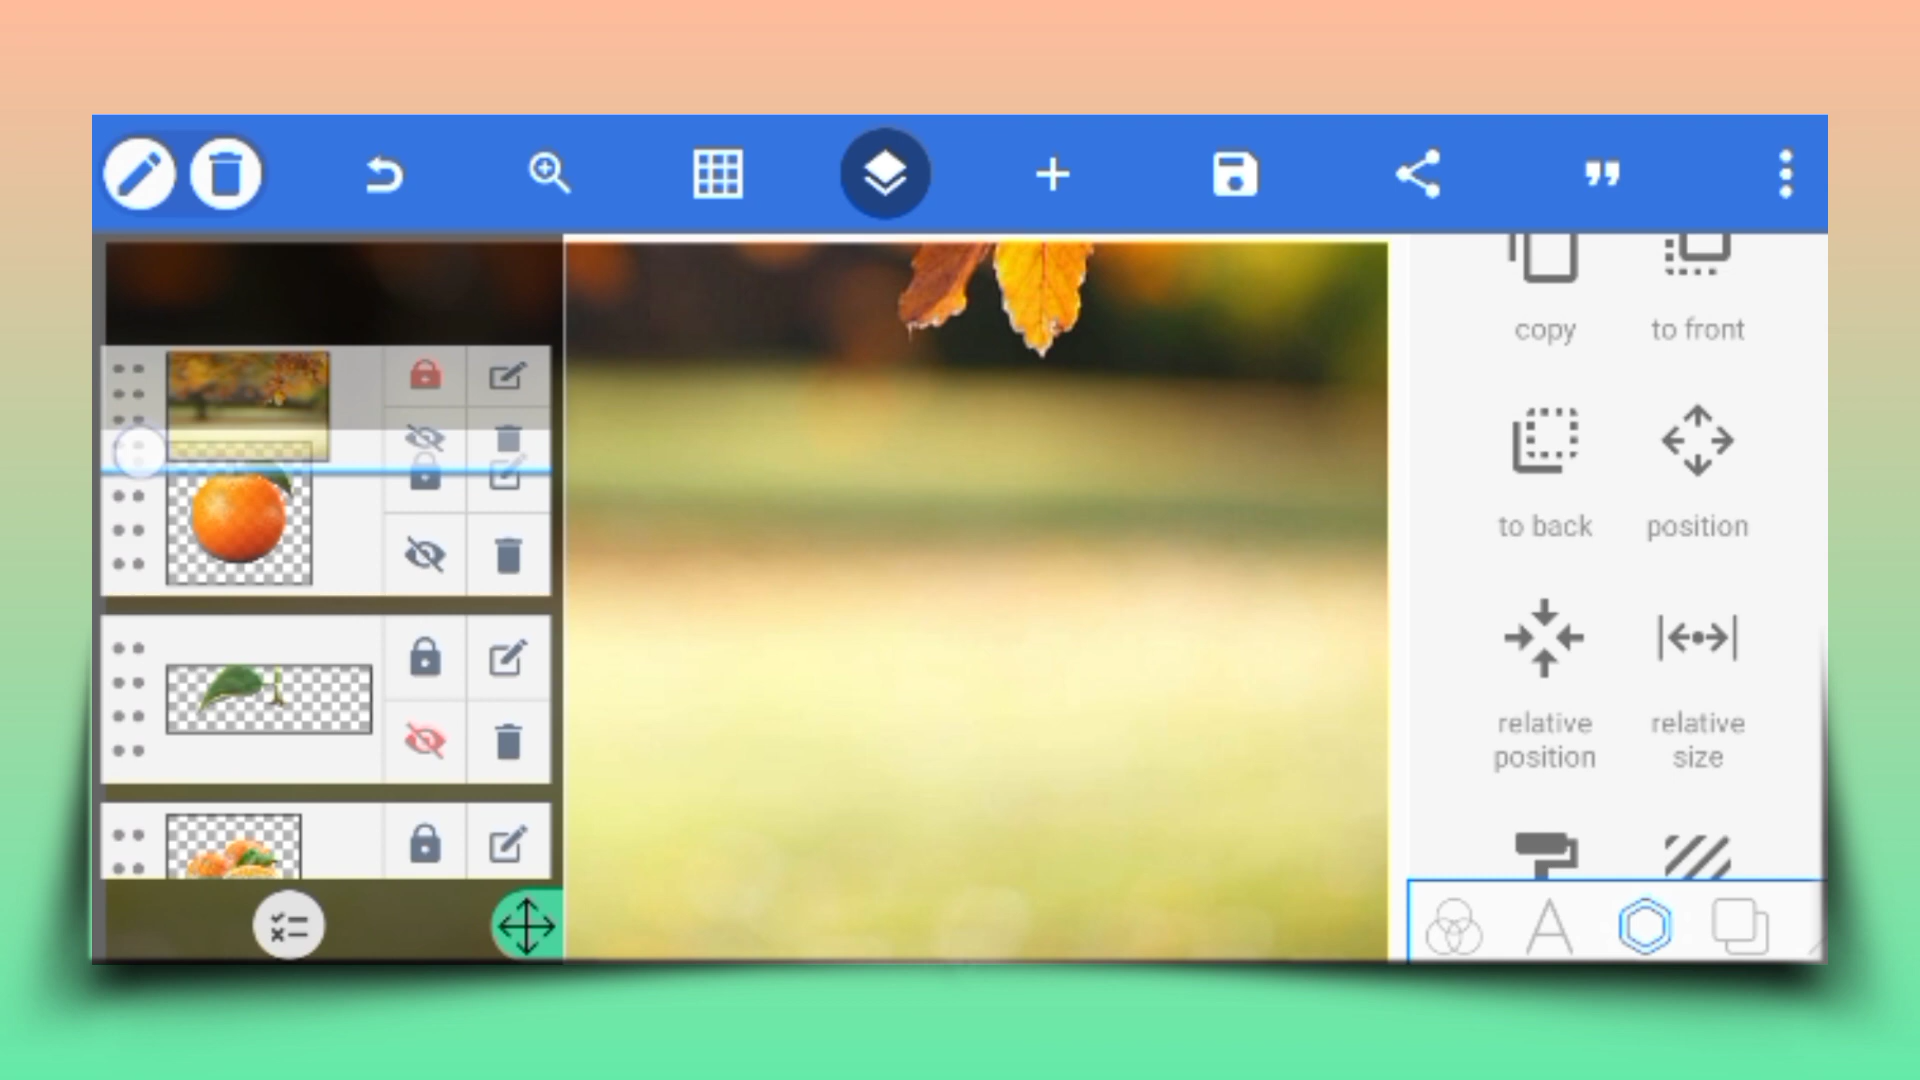 copy
to front
to back
position
relative
position
relative
size